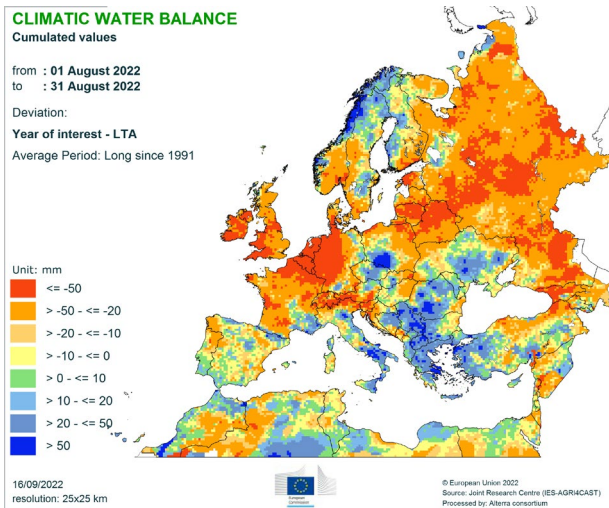 CLIMATIC WATER BALANCE
Cumulated values
from : 01 August 2022
to : 31 August 2022
Deviation:
Year of interest - LTA
Average Period: Long since 1991
Unit: mm
<= -50
> -50 - <= -20
> -20 - <= -10
> -10 - <= 0
> 0 - <= 10
> 10 - <= 20
> 20 - <= 50
> 50
16/09/2022
resolution: 25x25 km
European
Commission
© European Union 2022
Source: Joint Research Centre (IES-AGRI4CAST)
Processed by: Alterra consortium